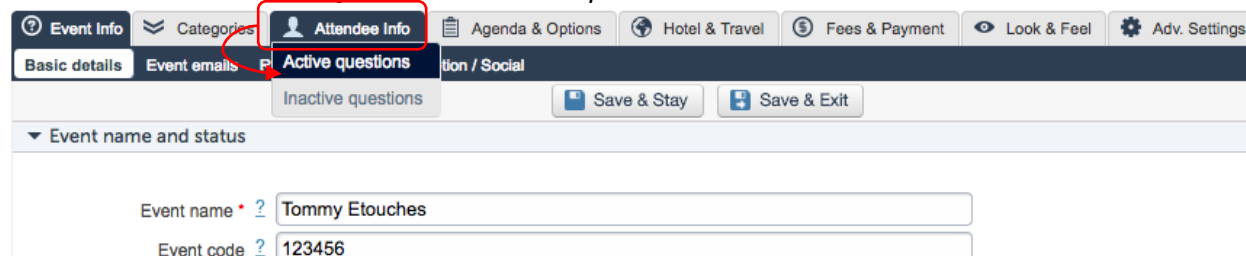 Event Info Categories Attendee Info Agenda & Options Hotel & Travel Fees & Payment Look & Feel Adv. Settings
Basic details Event emails Active questions tion / Social
Inactive questions Save & Stay Save & Exit
Event name and status
Event name * ? Tommy Etouches
Event code ? 123456